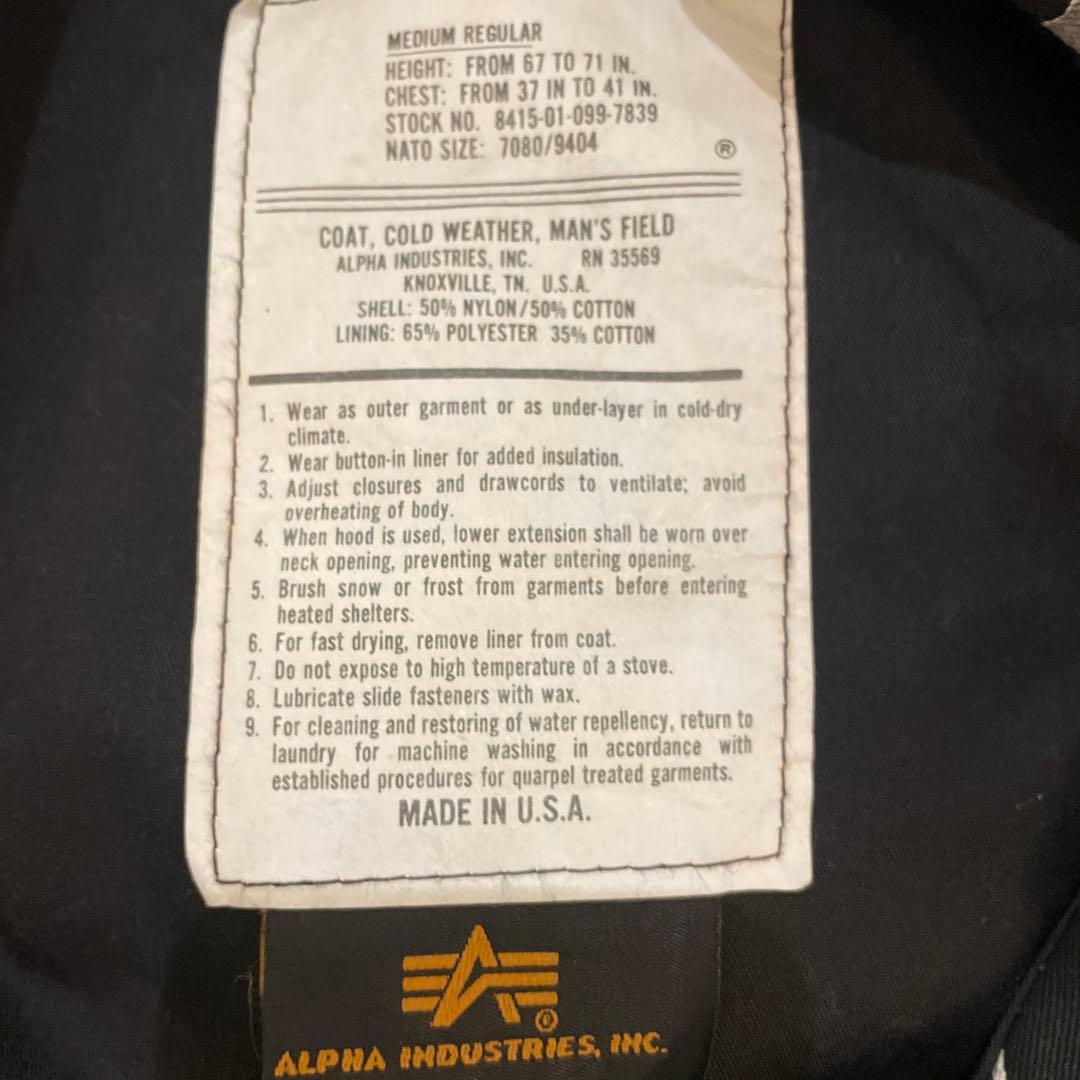 MEDIUM REGULAR
HEIGHT: FROM 67 TO 71 IN.
CHEST: FROM 37 IN TO 41 IN.
STOCK NO. 8415-01-099-7839
NATO SIZE: 7080/9404 ®
COAT, COLD WEATHER, MAN'S FIELD
ALPHA INDUSTRIES, INC. RN 35569
KNOXVILLE, TN. U.S.A.
SHELL: 50% NYLON/50% COTTON
LINING: 65% POLYESTER 35% COTTON
1. Wear as outer garment or as under-layer in cold-dry
climate.
2. Wear button-in liner for added insulation.
3. Adjust closures and drawcords to ventilate; avoid
overheating of body.
4. When hood is used, lower extension shall be worn over
neck opening, preventing water entering opening.
5. Brush snow or frost from garments before entering
heated shelters.
6. For fast drying, remove liner from coat.
7. Do not expose to high temperature of a stove.
8. Lubricate slide fasteners with wax.
9. For cleaning and restoring of water repellency, return to
laundry for machine washing in accordance with
established procedures for quarpel treated garments.
MADE IN U.S.A.
®
ALPHA INDUSTRIES, INC.